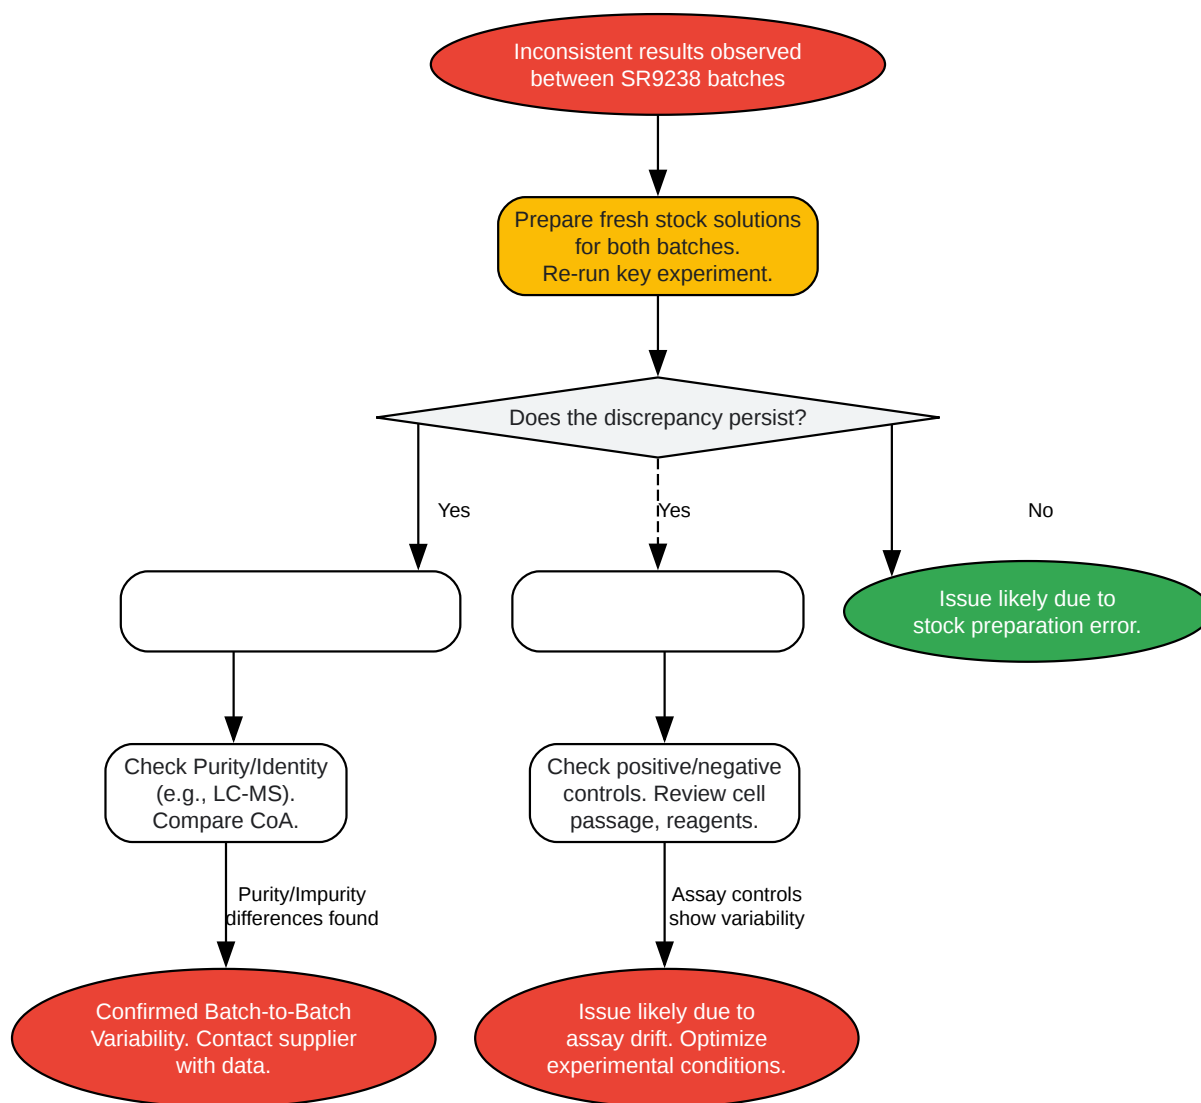 Inconsistent results observed
between SR9238 batches
Prepare fresh stock solutions
for both batches.
Re-run key experiment.
Does the discrepancy persist?
Yes
Yes
No
Issue likely due to
stock preparation error.
Check Purity/Identity
(e.g., LC-MS).
Compare CoA.
Check positive/negative
controls. Review cell
passage, reagents.
Purity/Impurity
differences found
Assay controls
show variability
Confirmed Batch-to-Batch
Variability. Contact supplier
with data.
Issue likely due to
assay drift. Optimize
experimental conditions.